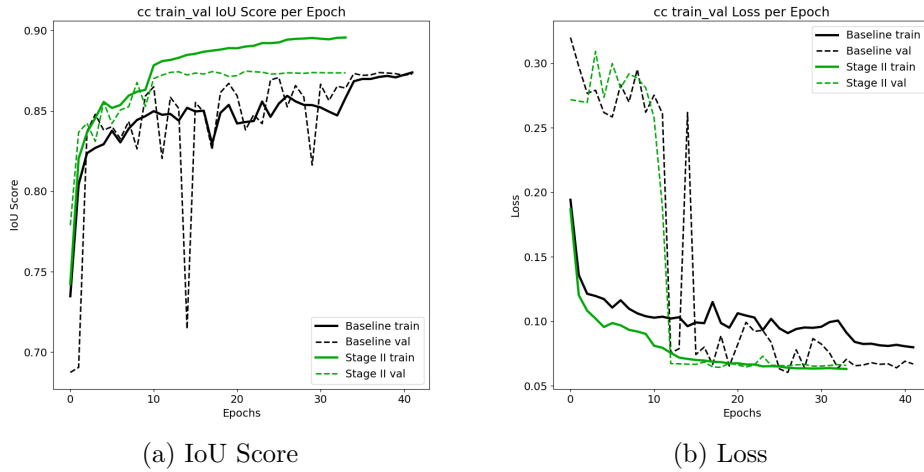 cc train_val IoU Score per Epoch
IoU Score
0.90
0.85
0.80
0.75
0.70
Baseline train
Baseline val
Stage II train
Stage II val
0 10 20 30 40
Epochs
(a) IoU Score
cc train_val Loss per Epoch
Loss
0.30
0.25
0.20
0.15
0.10
0.05
Baseline train
Baseline val
Stage II train
Stage II val
0 10 20 30 40
Epochs
(b) Loss